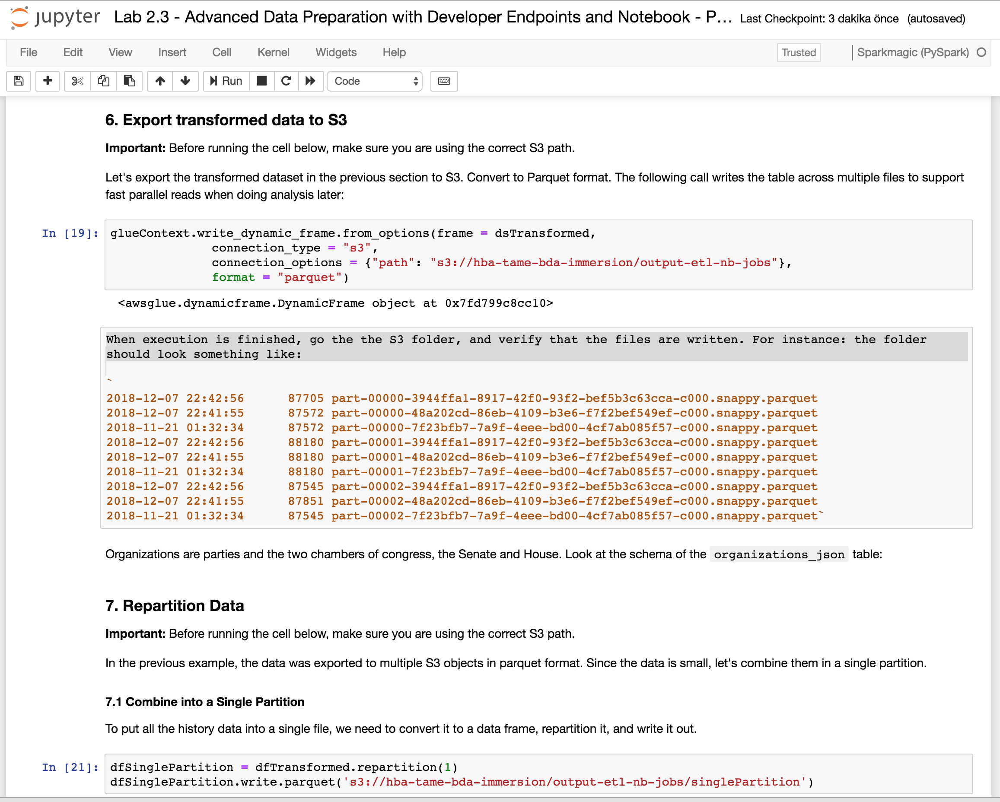 jupyter Lab 2.3 - Advanced Data Preparation with Developer Endpoints and Notebook - P... Last Checkpoint: 3 dakika önce (autosaved)
File Edit View Insert Cell Kernel Widgets Help Trusted Sparkmagic (PySpark)
Run Code
6. Export transformed data to S3
Important: Before running the cell below, make sure you are using the correct S3 path.
Let's export the transformed dataset in the previous section to S3. Convert to Parquet format. The following call writes the table across multiple files to support
fast parallel reads when doing analysis later:
In [19]: glueContext.write_dynamic_frame.from_options(frame = dsTransformed,
connection_type = "s3",
connection_options = {"path": "s3://hba-tame-bda-immersion/output-etl-nb-jobs"},
format = "parquet")
<awsglue.dynamicframe.DynamicFrame object at 0x7fd799c8cc10>
When execution is finished, go the the S3 folder, and verify that the files are written. For instance: the folder
should look something like:
`
2018-12-07 22:42:56 87705 part-00000-3944ffa1-8917-42f0-93f2-bef5b3c63cca-c000.snappy.parquet
2018-12-07 22:41:55 87572 part-00000-48a202cd-86eb-4109-b3e6-f7f2bef549ef-c000.snappy.parquet
2018-11-21 01:32:34 87572 part-00000-7f23bfb7-7a9f-4eee-bd00-4cf7ab085f57-c000.snappy.parquet
2018-12-07 22:42:56 88180 part-00001-3944ffa1-8917-42f0-93f2-bef5b3c63cca-c000.snappy.parquet
2018-12-07 22:41:55 88180 part-00001-48a202cd-86eb-4109-b3e6-f7f2bef549ef-c000.snappy.parquet
2018-11-21 01:32:34 88180 part-00001-7f23bfb7-7a9f-4eee-bd00-4cf7ab085f57-c000.snappy.parquet
2018-12-07 22:42:56 87545 part-00002-3944ffa1-8917-42f0-93f2-bef5b3c63cca-c000.snappy.parquet
2018-12-07 22:41:55 87851 part-00002-48a202cd-86eb-4109-b3e6-f7f2bef549ef-c000.snappy.parquet
2018-11-21 01:32:34 87545 part-00002-7f23bfb7-7a9f-4eee-bd00-4cf7ab085f57-c000.snappy.parquet`
Organizations are parties and the two chambers of congress, the Senate and House. Look at the schema of the organizations_json table:
7. Repartition Data
Important: Before running the cell below, make sure you are using the correct S3 path.
In the previous example, the data was exported to multiple S3 objects in parquet format. Since the data is small, let's combine them in a single partition.
7.1 Combine into a Single Partition
To put all the history data into a single file, we need to convert it to a data frame, repartition it, and write it out.
In [21]: dfSinglePartition = dfTransformed.repartition(1)
dfSinglePartition.write.parquet('s3://hba-tame-bda-immersion/output-etl-nb-jobs/singlePartition')